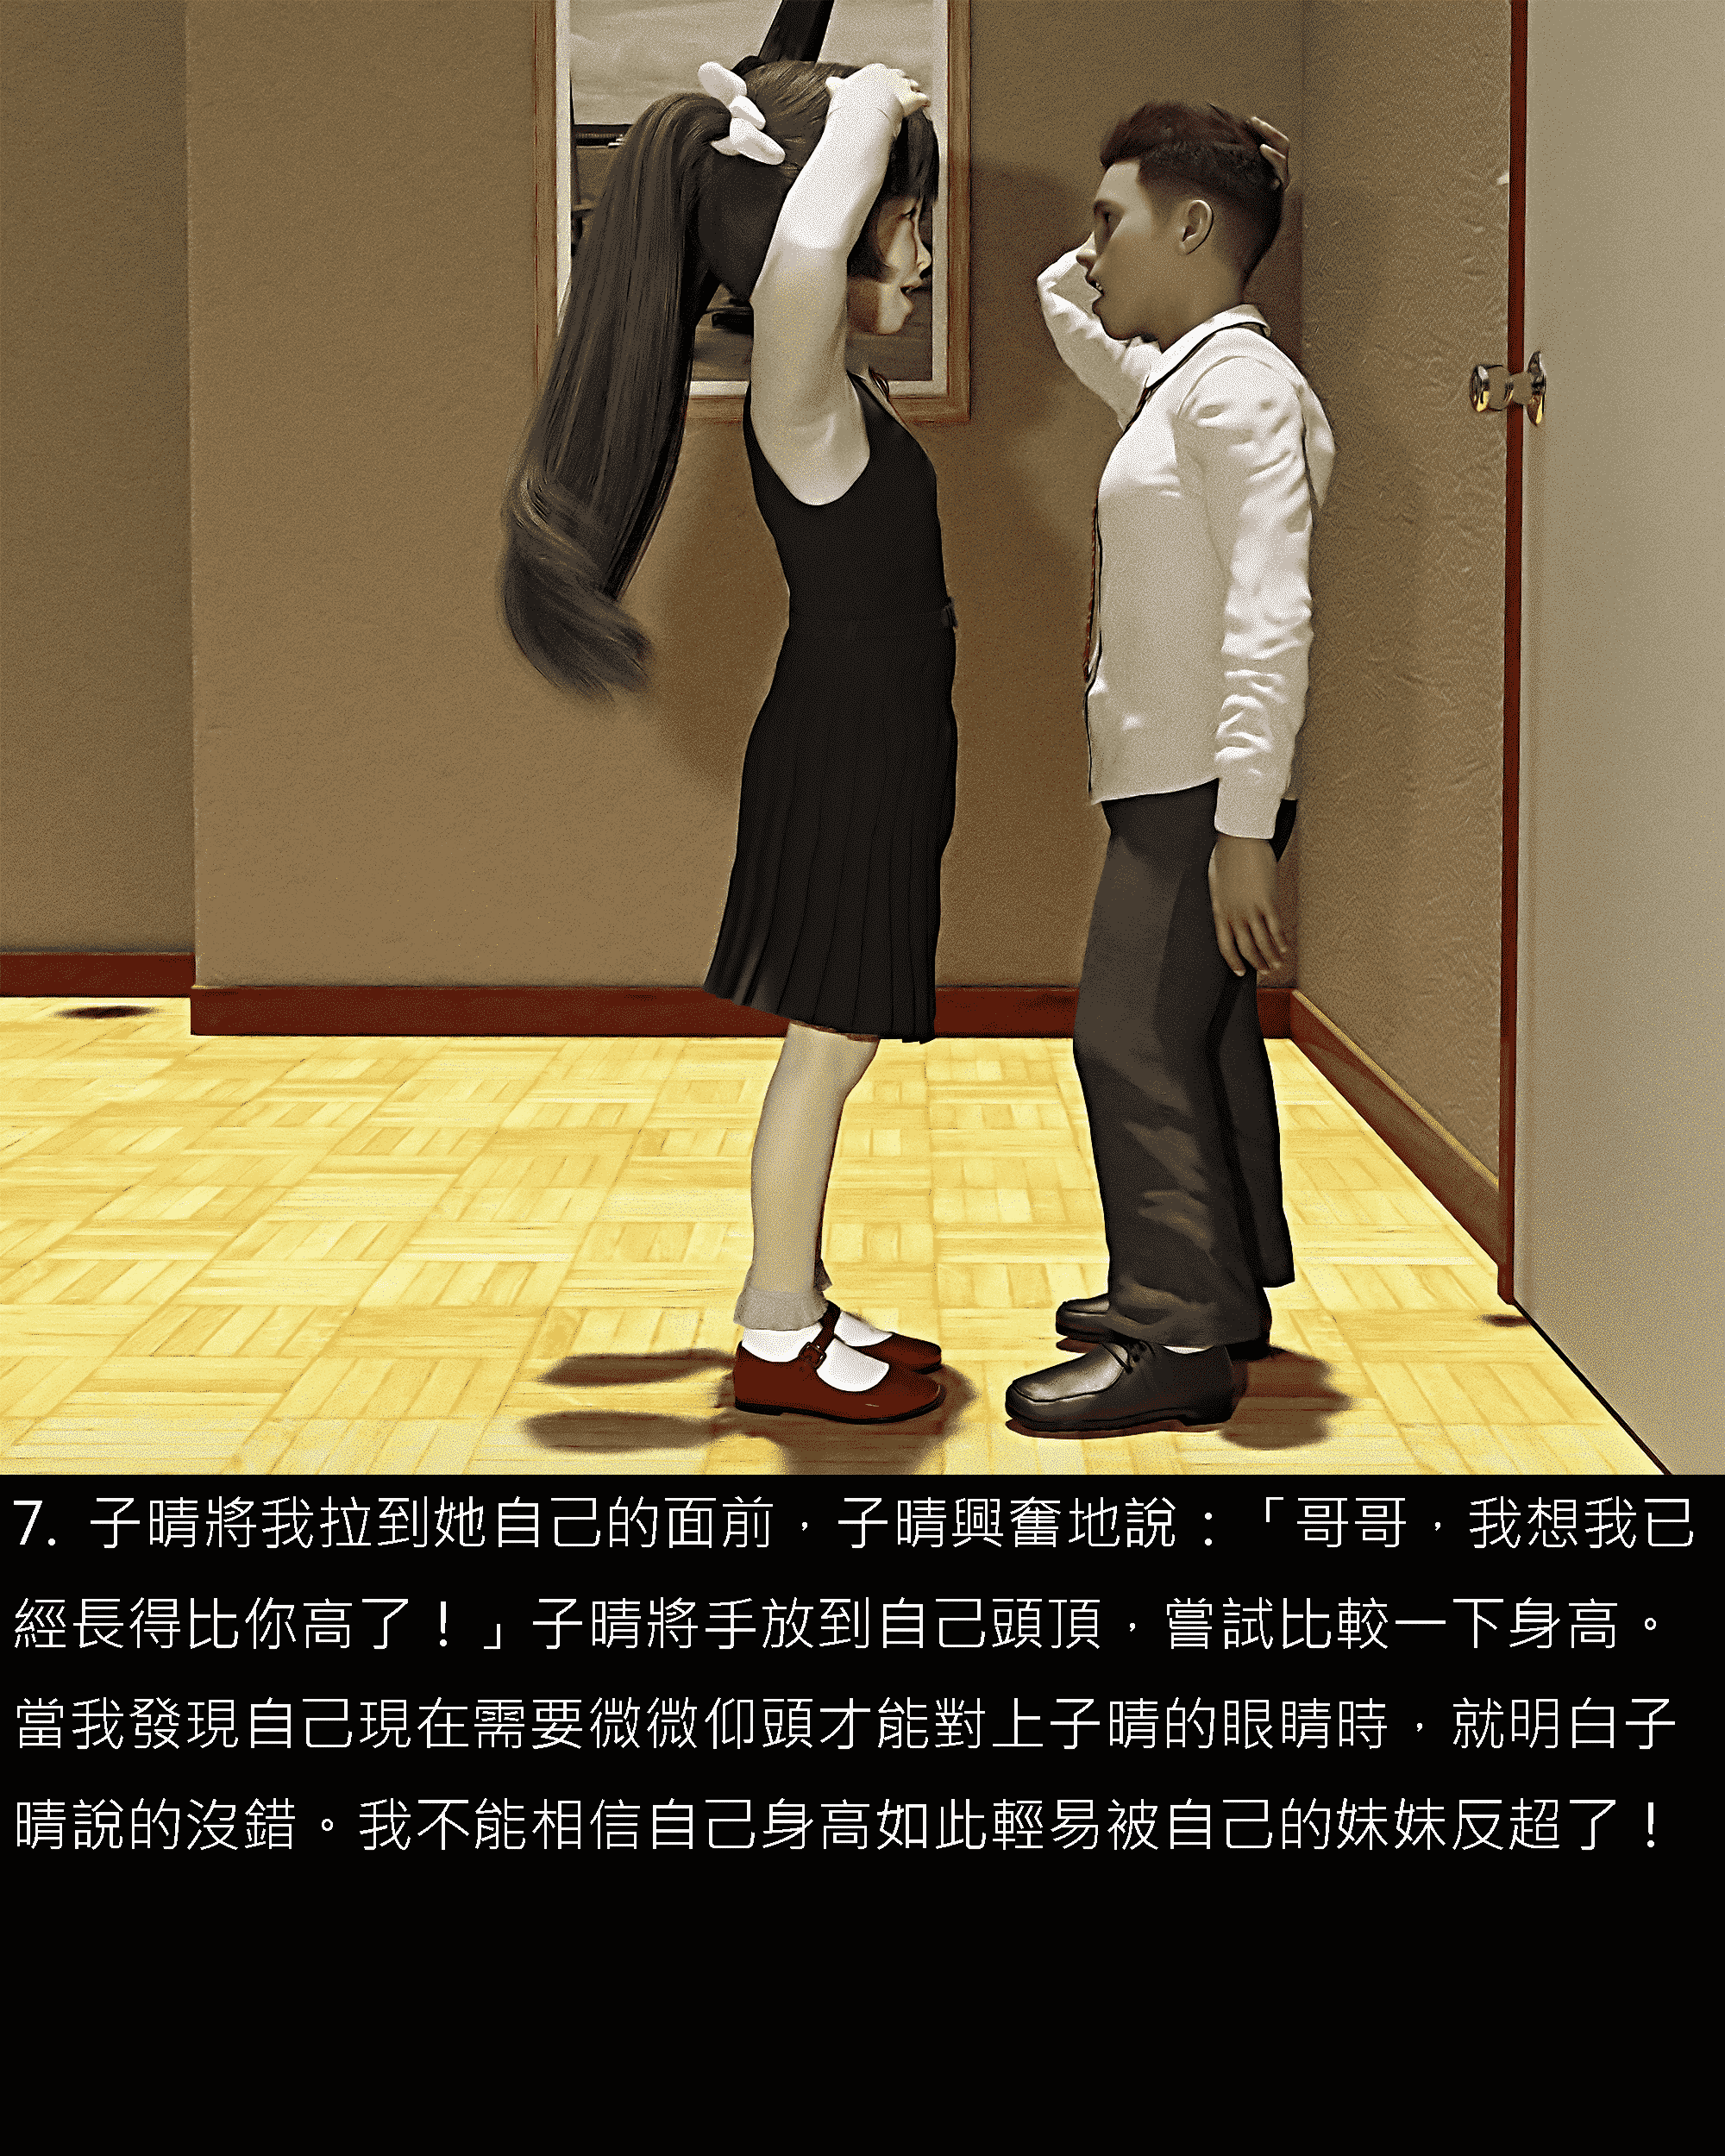 7. 子晴將我拉到她自己的面前，子晴興奮地說：「哥哥，我想我已
經長得比你高了！」子晴將手放到自己頭頂，嘗試比較一下身高。
當我發現自己現在需要微微仰頭才能對上子晴的眼睛時，就明白子
晴說的沒錯。我不能相信自己身高如此輕易被自己的妹妹反超了！